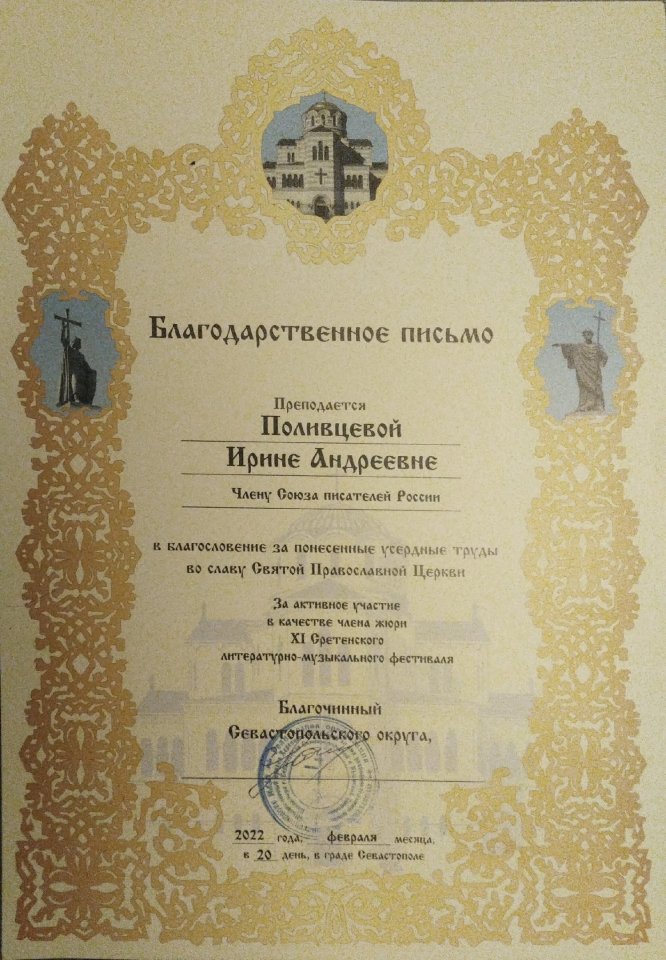 Благодарственное письмо
Преподается
Поливцевой
Ирине Андреевне
Члену Союза писателей России
в благословение за понесенные усердные труды
во славу Святой Православной Церкви
За активное участие
в качестве члена жюри
XI Сретенского
литературно-музыкального фестиваля
Благочинный
Севастопольского округа,
2022 года, февраля месяца,
в 20 день, в граде Севастополе